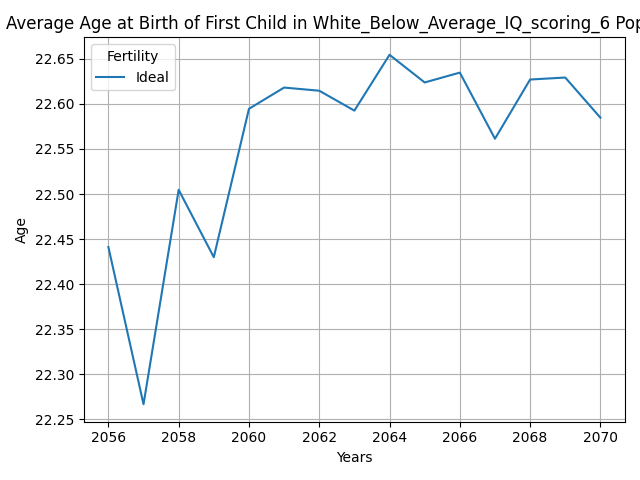 Average Age at Birth of First Child in White_Below_Average_IQ_scoring_6 Pop
Fertility
Ideal
22.65
22.60
22.55
22.50
22.45
22.40
22.35
22.30
22.25
Age
2056 2058 2060 2062 2064 2066 2068 2070
Years